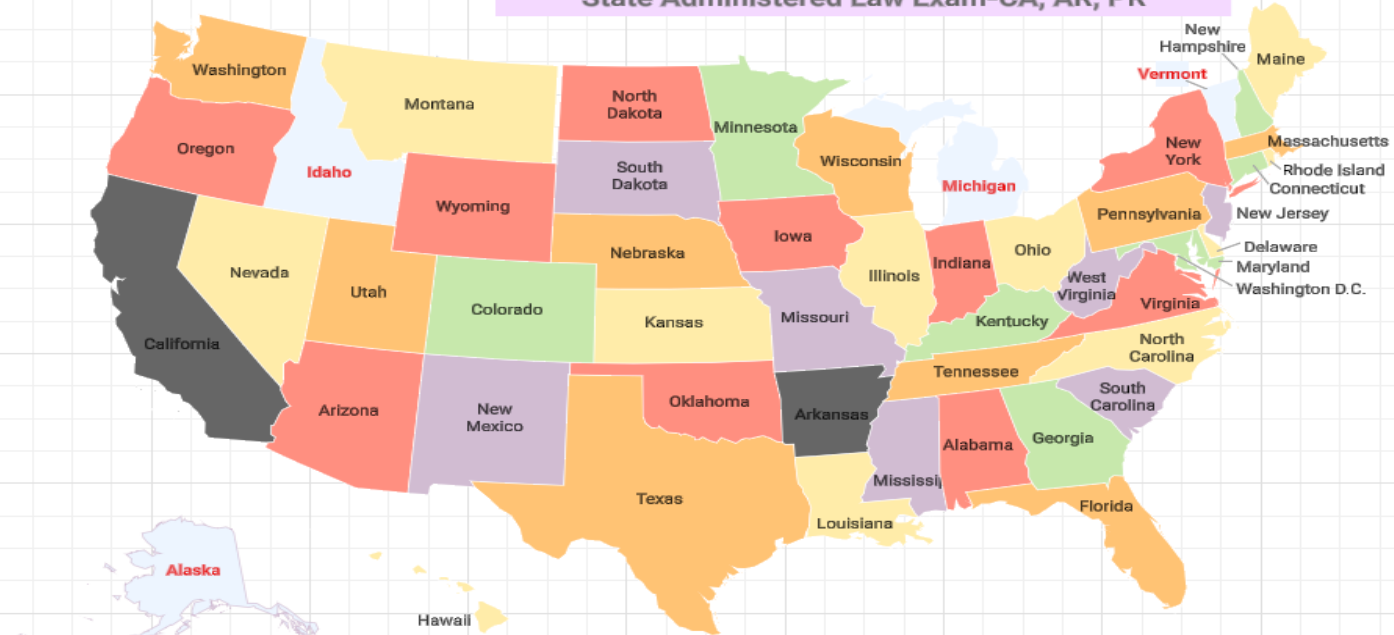 State Administered Law Exam-CA, AR, PR
New
Hampshire
Maine
Vermont
Washington
Montana
North
Dakota
Minnesota
Oregon
Idaho
South
Dakota
Wisconsin
Michigan
New
York
Massachusetts
Rhode Island
Connecticut
Wyoming
Iowa
Pennsylvania
New Jersey
Nevada
Utah
Colorado
Nebraska
Kansas
Illinois
Indiana
Ohio
West
Virginia
Delaware
Maryland
Washington D.C.
Virginia
California
Missouri
Kentucky
North
Carolina
Tennessee
South
Carolina
Arizona
New
Mexico
Oklahoma
Arkansas
Mississip
Alabama
Georgia
Texas
Louisiana
Florida
Alaska
Hawaii